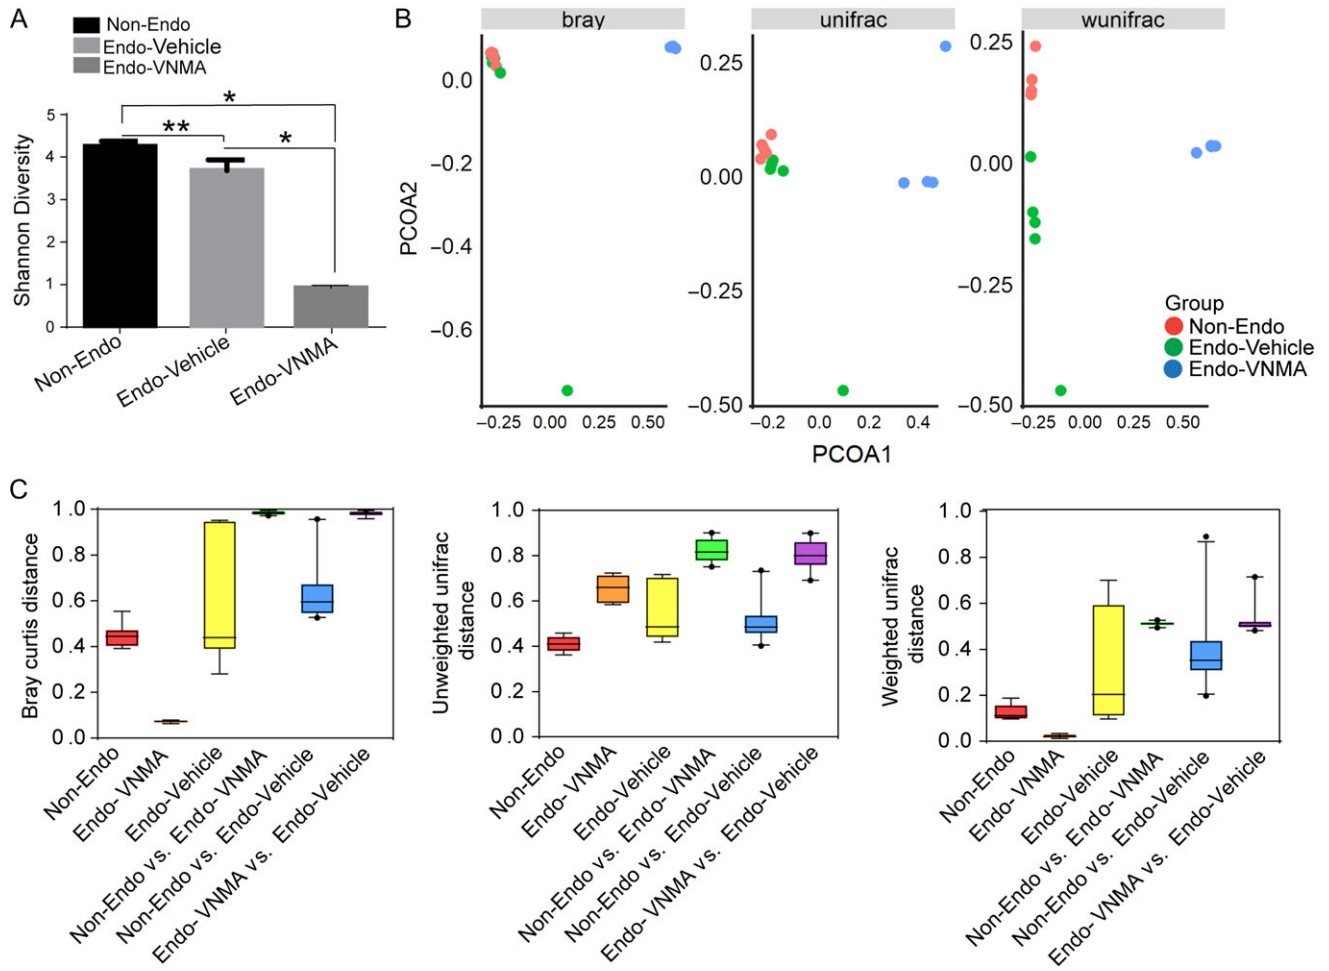 A
Non-Endo
Endo-Vehicle
Endo-VNMA
Shannon Diversity
5
4
3
2
1
0
*
**
*
Non-Endo
Endo-Vehicle
Endo-VNMA
B
bray
unifrac
wunifrac
PCOA2
0.0
−0.2
−0.4
−0.6
−0.25 0.00 0.25 0.50
0.25
0.00
−0.25
−0.50
−0.2 0.0 0.2 0.4
0.25
0.00
−0.25
−0.50
−0.25 0.00 0.25 0.50
PCOA1
Group
Non-Endo
Endo-Vehicle
Endo-VNMA
C
Bray curtis distance
1.0
0.8
0.6
0.4
0.2
0.0
Non-Endo
Endo- VNMA
Endo-Vehicle
Non-Endo vs. Endo- VNMA
Non-Endo vs. Endo-Vehicle
Endo- VNMA vs. Endo-Vehicle
Unweighted unifrac
distance
1.0
0.8
0.6
0.4
0.2
0.0
Non-Endo
Endo- VNMA
Endo-Vehicle
Non-Endo vs. Endo- VNMA
Non-Endo vs. Endo-Vehicle
Endo- VNMA vs. Endo-Vehicle
Weighted unifrac
distance
1.0
0.8
0.6
0.4
0.2
0.0
Non-Endo
Endo- VNMA
Endo-Vehicle
Non-Endo vs. Endo- VNMA
Non-Endo vs. Endo-Vehicle
Endo- VNMA vs. Endo-Vehicle